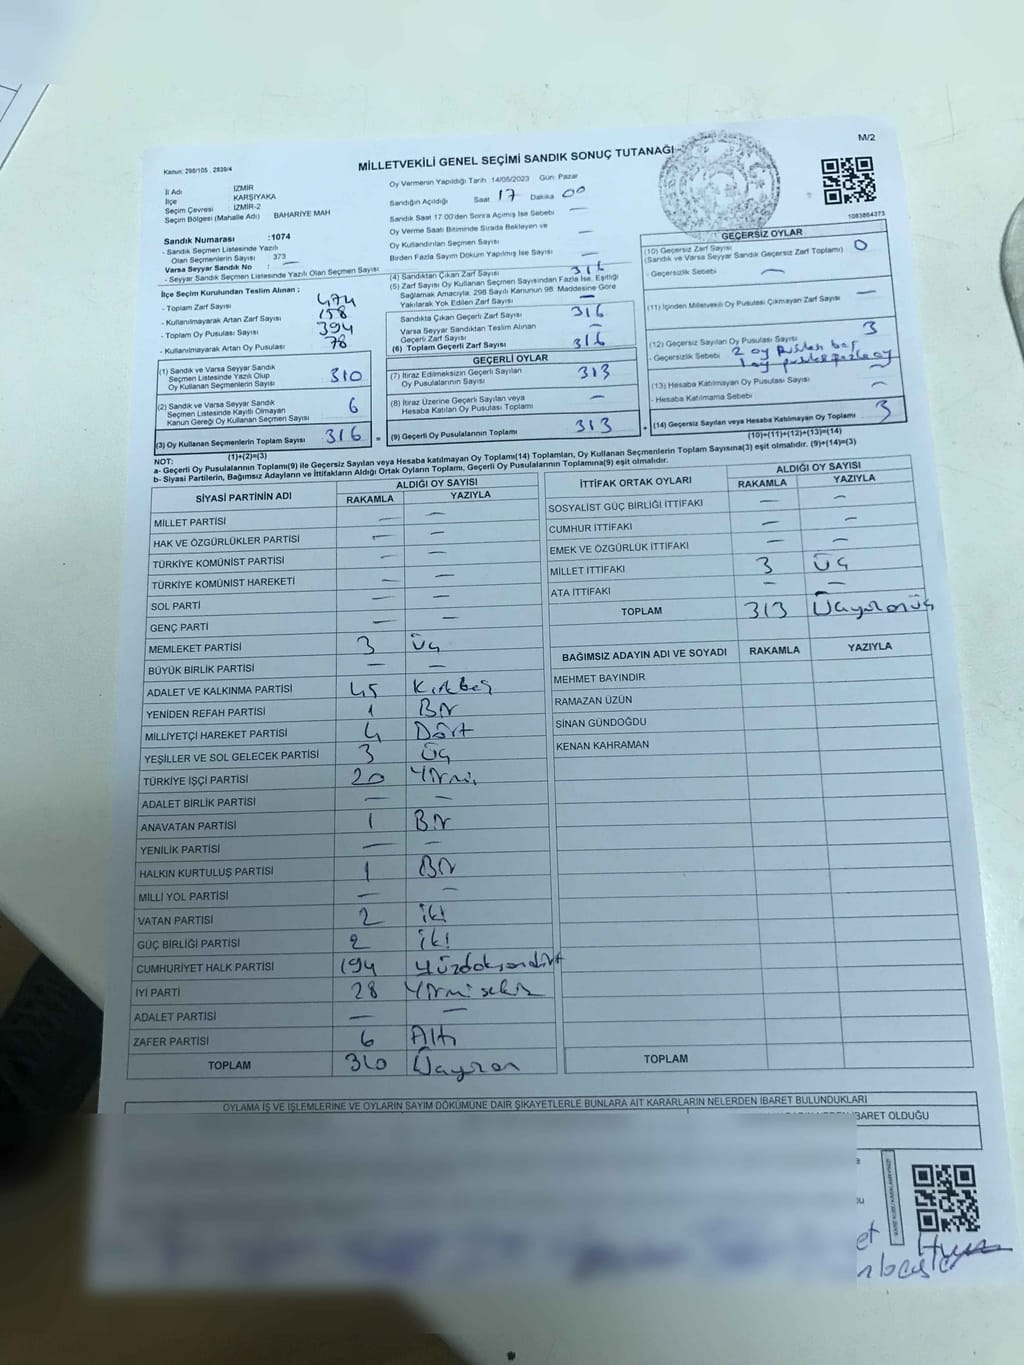 M/2
Kanun: 298/105 , 2839/4
MİLLETVEKİLİ GENEL SEÇİMİ SANDIK SONUÇ TUTANAĞI
1083864373
İl Adı İZMİR
İlçe KARŞIYAKA
Seçim Çevresi İZMİR-2
Seçim Bölgesi (Mahalle Adı) BAHARİYE MAH
Sandık Numarası :1074
- Sandık Seçmen Listesinde Yazılı
Olan Seçmenlerin Sayısı 373
Varsa Seyyar Sandık No : —
- Seyyar Sandık Seçmen Listesinde Yazılı Olan Seçmen Sayısı
İlçe Seçim Kurulundan Teslim Alınan ;
- Toplam Zarf Sayısı 474
- Kullanılmayarak Artan Zarf Sayısı 158
- Toplam Oy Pusulası Sayısı 394
- Kullanılmayarak Artan Oy Pusulası 78
(1) Sandık ve Varsa Seyyar Sandık
Seçmen Listesinde Yazılı Olup
Oy Kullanan Seçmenlerin Sayısı 310
(2) Sandık ve Varsa Seyyar Sandık
Seçmen Listesinde Kayıtlı Olmayan
Kanun Gereği Oy Kullanan Seçmen Sayısı 6
(3) Oy Kullanan Seçmenlerin Toplam Sayısı 316
(1)+(2)=(3)
Oy Vermenin Yapıldığı Tarih 14/05/2023 Gün Pazar
Sandığın Açıldığı Saat 17 Dakika 00
Sandık Saat 17:00'den Sonra Açılmış İse Sebebi —
Oy Verme Saati Bitiminde Sırada Bekleyen ve
Oy Kullandırılan Seçmen Sayısı —
Birden Fazla Sayım Döküm Yapılmış İse Sayısı —
(4) Sandıktan Çıkan Zarf Sayısı 316
(5) Zarf Sayısı Oy Kullanan Seçmen Sayısından Fazla İse, Eşitliği
Sağlamak Amacıyla, 298 Sayılı Kanunun 98. Maddesine Göre
Yakılarak Yok Edilen Zarf Sayısı —
Sandıkta Çıkan Geçerli Zarf Sayısı 316
Varsa Seyyar Sandıktan Teslim Alınan
Geçerli Zarf Sayısı —
(6) Toplam Geçerli Zarf Sayısı 316
GEÇERLİ OYLAR
(7) İtiraz Edilmeksizin Geçerli Sayılan
Oy Pusulalarının Sayısı 313
(8) İtiraz Üzerine Geçerli Sayılan veya
Hesaba Katılan Oy Pusulası Toplamı —
= (9) Geçerli Oy Pusulalarının Toplamı 313
GEÇERSİZ OYLAR
(10) Geçersiz Zarf Sayısı
(Sandık ve Varsa Sandık Geçersiz Zarf Toplamı) 0
- Geçersizlik Sebebi —
(11) İçinden Milletvekili Oy Pusulası Çıkmayan Zarf Sayısı —
(12) Geçersiz Sayılan Oy Pusulası Sayısı 3
- Geçersizlik Sebebi 2 oy
1 oy
(13) Hesaba Katılmayan Oy Pusulası Sayısı —
- Hesaba Katılmama Sebebi —
+ (14) Geçersiz Sayılan veya Hesaba Katılmayan Oy Toplamı 3
(10)+(11)+(12)+(13)=(14)
NOT:
a- Geçerli Oy Pusulalarının Toplamı(9) ile Geçersiz Sayılan veya Hesaba katılmayan Oy Toplamı(14) Toplamları, Oy Kullanan Seçmenlerin Toplam Sayısına(3) eşit olmalıdır. (9)+(14)=(3)
b- Siyasi Partilerin, Bağımsız Adayların ve İttifakların Aldığı Ortak Oyların Toplamı, Geçerli Oy Pusulalarının Toplamına(9) eşit olmalıdır.
SİYASİ PARTİNİN ADI ALDIĞI OY SAYISI
RAKAMLA YAZIYLA
MİLLET PARTİSİ — —
HAK VE ÖZGÜRLÜKLER PARTİSİ — —
TÜRKİYE KOMÜNİST PARTİSİ — —
TÜRKİYE KOMÜNİST HAREKETİ — —
SOL PARTİ — —
GENÇ PARTİ — —
MEMLEKET PARTİSİ 3 Üç
BÜYÜK BİRLİK PARTİSİ — —
ADALET VE KALKINMA PARTİSİ 45 Kırkbeş
YENİDEN REFAH PARTİSİ 1 Bir
MİLLİYETÇİ HAREKET PARTİSİ 4 Dört
YEŞİLLER VE SOL GELECEK PARTİSİ 3 Üç
TÜRKİYE İŞÇİ PARTİSİ 20 Yirmi
ADALET BİRLİK PARTİSİ — —
ANAVATAN PARTİSİ 1 Bir
YENİLİK PARTİSİ — —
HALKIN KURTULUŞ PARTİSİ 1 Bir
MİLLİ YOL PARTİSİ — —
VATAN PARTİSİ 2 İki
GÜÇ BİRLİĞİ PARTİSİ 2 İki
CUMHURİYET HALK PARTİSİ 194 Yüzdoksandört
İYİ PARTİ 28 Yirmisekiz
ADALET PARTİSİ — —
ZAFER PARTİSİ 6 Altı
TOPLAM 310 Üçyüzon
İTTİFAK ORTAK OYLARI ALDIĞI OY SAYISI
RAKAMLA YAZIYLA
SOSYALİST GÜÇ BİRLİĞİ İTTİFAKI — —
CUMHUR İTTİFAKI — —
EMEK VE ÖZGÜRLÜK İTTİFAKI — —
MİLLET İTTİFAKI 3 Üç
ATA İTTİFAKI — —
TOPLAM 313 Üçyüzonüç
BAĞIMSIZ ADAYIN ADI VE SOYADI RAKAMLA YAZIYLA
MEHMET BAYINDIR
RAMAZAN UZUN
SİNAN GÜNDOĞDU
KENAN KAHRAMAN
TOPLAM
OYLAMA İŞ VE İŞLEMLERİNE VE OYLARIN SAYIM DÖKÜMÜNE DAİR ŞİKAYETLERLE BUNLARA AİT KARARLARIN NELERDEN İBARET BULUNDUKLARI
İBARET OLDUĞU